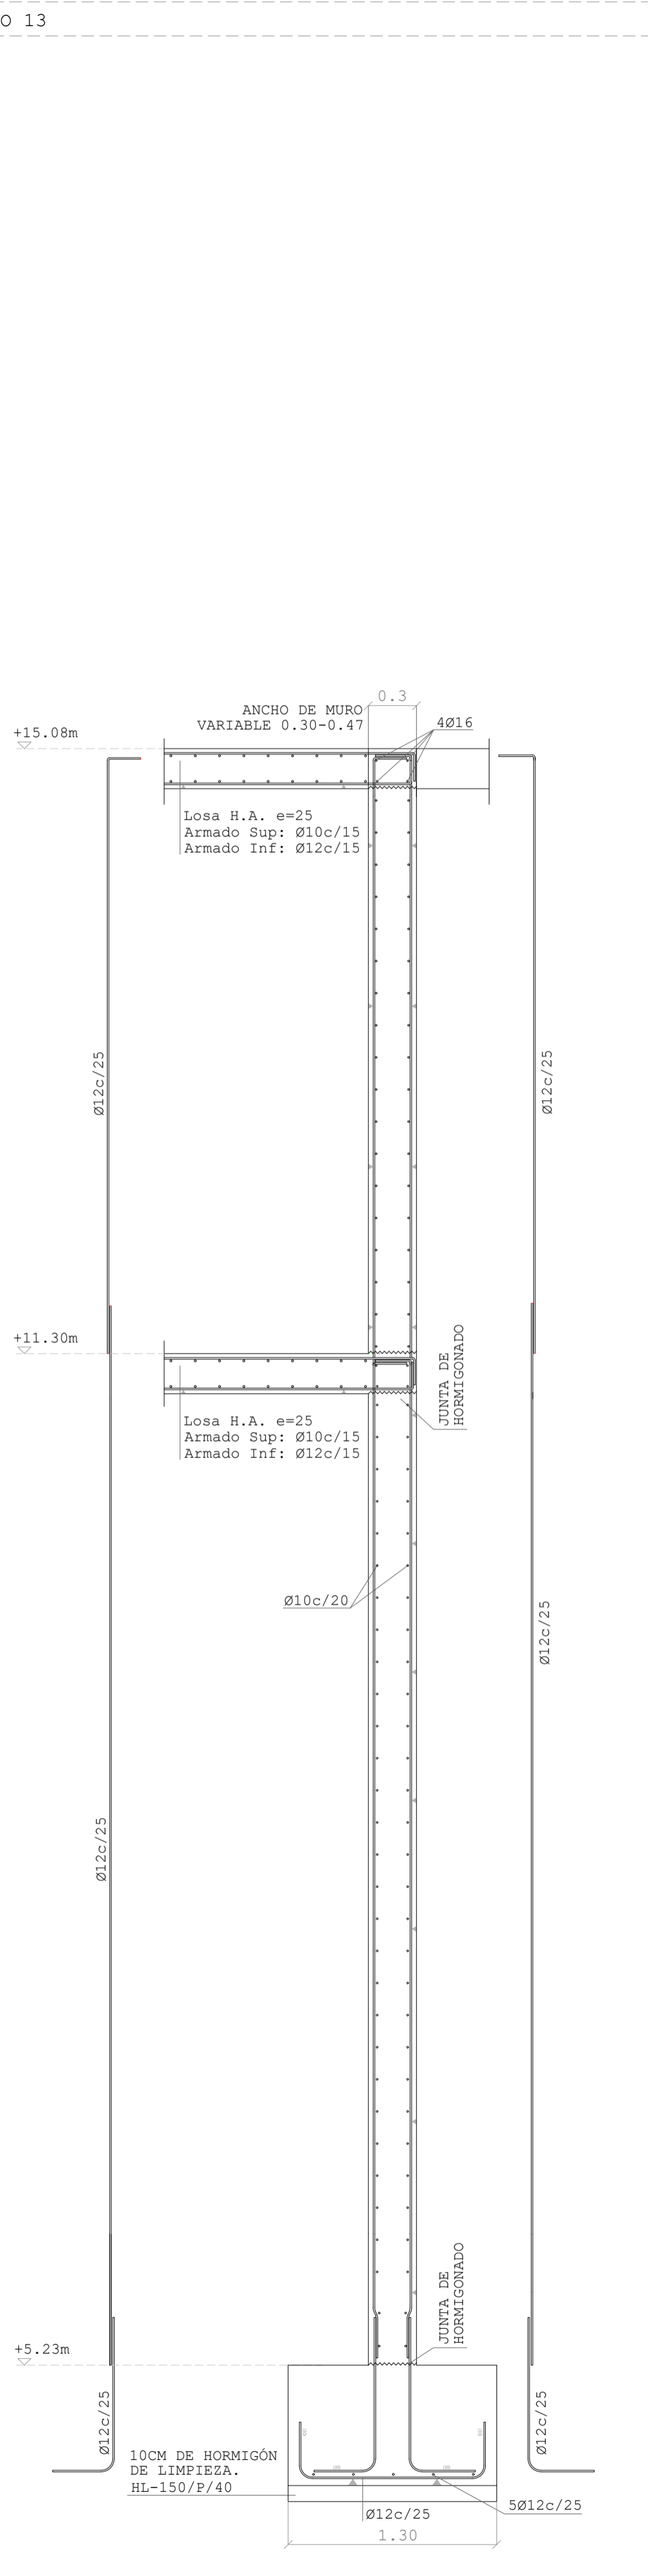 O 13
0.3
ANCHO DE MURO
VARIABLE 0.30-0.47
4Ø16
+15.08m
Losa H.A. e=25
Armado Sup: Ø10c/15
Armado Inf: Ø12c/15
Ø12c/25
Ø12c/25
+11.30m
JUNTA DE
HORMIGONADO
Losa H.A. e=25
Armado Sup: Ø10c/15
Armado Inf: Ø12c/15
Ø10c/20
Ø12c/25
Ø12c/25
JUNTA DE
HORMIGONADO
+5.23m
Ø12c/25
Ø12c/25
10CM DE HORMIGÓN
DE LIMPIEZA.
HL-150/P/40
Ø12c/25
5Ø12c/25
1.30